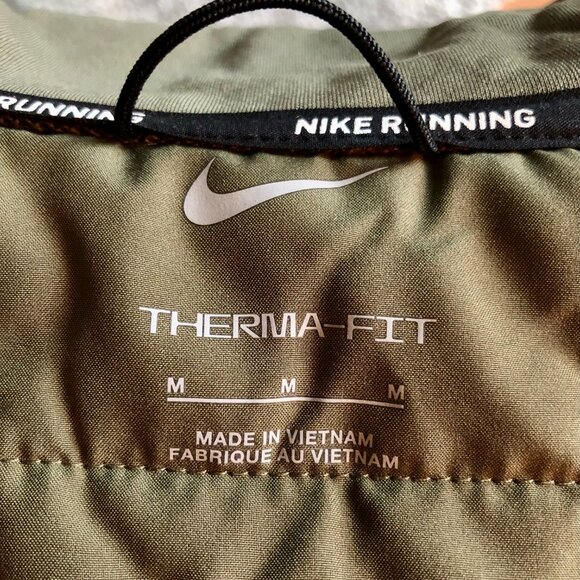 RUNNING
NIKE RUNNING
THERMA-FIT
M M M
MADE IN VIETNAM
FABRIQUE AU VIETNAM